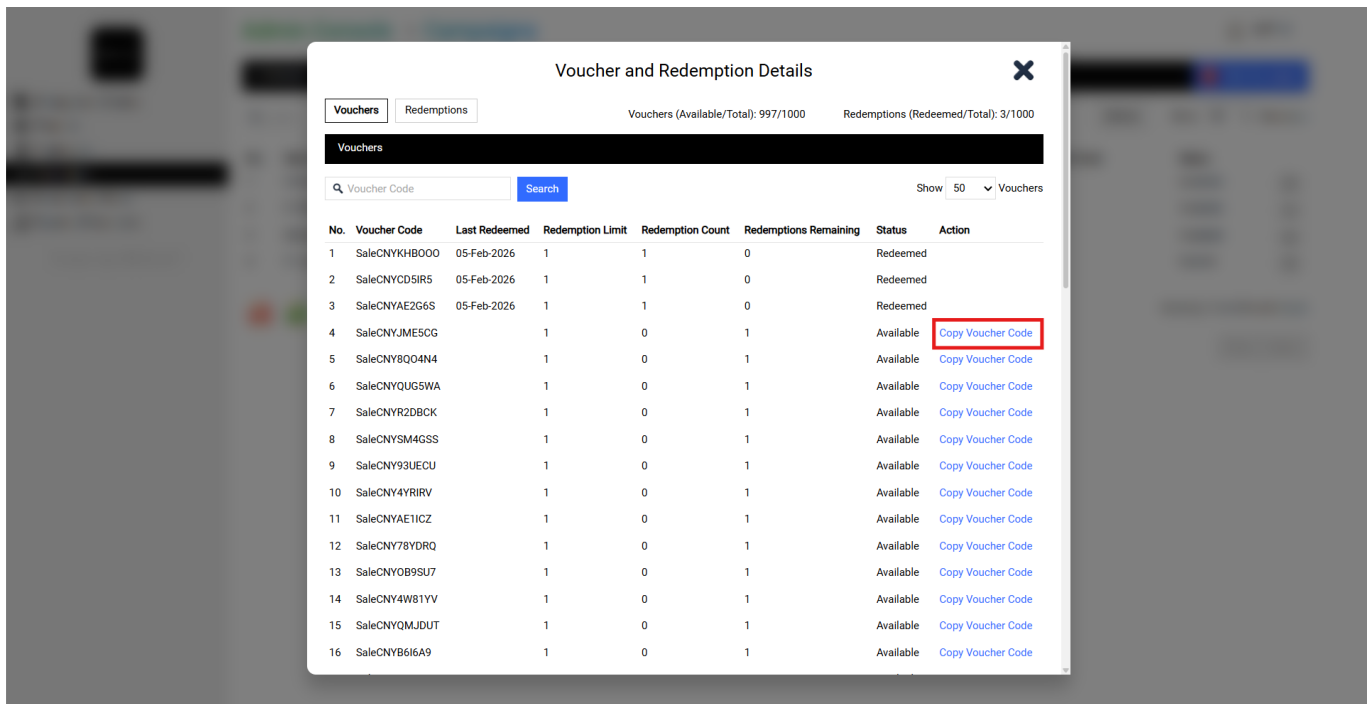 Voucher and Redemption Details
Vouchers Redemptions Vouchers (Available/Total): 997/1000 Redemptions (Redeemed/Total): 3/1000
Vouchers
Voucher Code Search Show 50 Vouchers
No. Voucher Code Last Redeemed Redemption Limit Redemption Count Redemptions Remaining Status Action
1 SaleCNYKHBOOO 05-Feb-2026 1 1 0 Redeemed
2 SaleCNYCD5IR5 05-Feb-2026 1 1 0 Redeemed
3 SaleCNYAE2G6S 05-Feb-2026 1 1 0 Redeemed
4 SaleCNYJME5CG 1 0 1 Available Copy Voucher Code
5 SaleCNY8QO4N4 1 0 1 Available Copy Voucher Code
6 SaleCNYQUG5WA 1 0 1 Available Copy Voucher Code
7 SaleCNYR2DBCK 1 0 1 Available Copy Voucher Code
8 SaleCNYSM4GSS 1 0 1 Available Copy Voucher Code
9 SaleCNY93UECU 1 0 1 Available Copy Voucher Code
10 SaleCNY4YRIRV 1 0 1 Available Copy Voucher Code
11 SaleCNYAE1ICZ 1 0 1 Available Copy Voucher Code
12 SaleCNY78YDRQ 1 0 1 Available Copy Voucher Code
13 SaleCNYOB9SU7 1 0 1 Available Copy Voucher Code
14 SaleCNY4W81YV 1 0 1 Available Copy Voucher Code
15 SaleCNYQMJDUT 1 0 1 Available Copy Voucher Code
16 SaleCNYB6I6A9 1 0 1 Available Copy Voucher Code